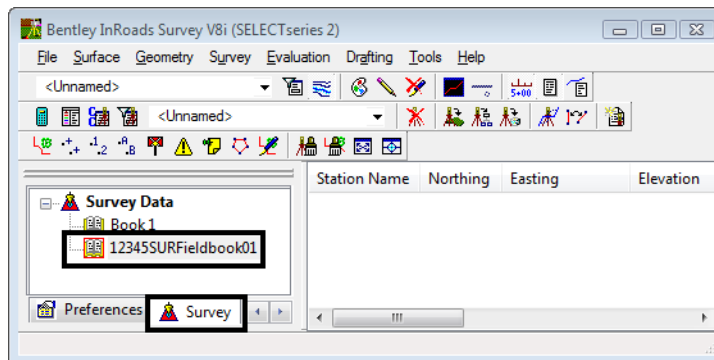 Bentley InRoads Survey V8i (SELECTseries 2)
File Surface Geometry Survey Evaluation Drafting Tools Help
<Unnamed>
5+00
<Unnamed>
Station Name Northing Easting Elevation
Survey Data
Book 1
12345SURFieldbook01
Preferences Survey